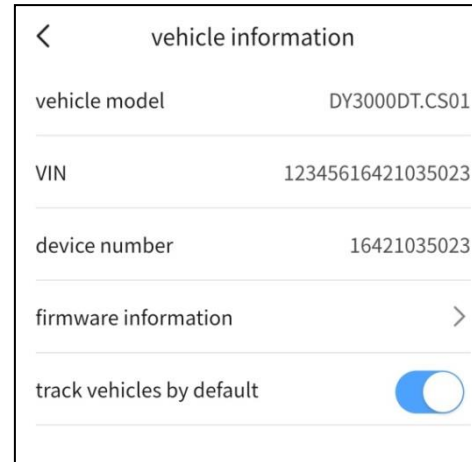 vehicle information
vehicle model DY3000DT.CS01
VIN 12345616421035023
device number 16421035023
firmware information
track vehicles by default